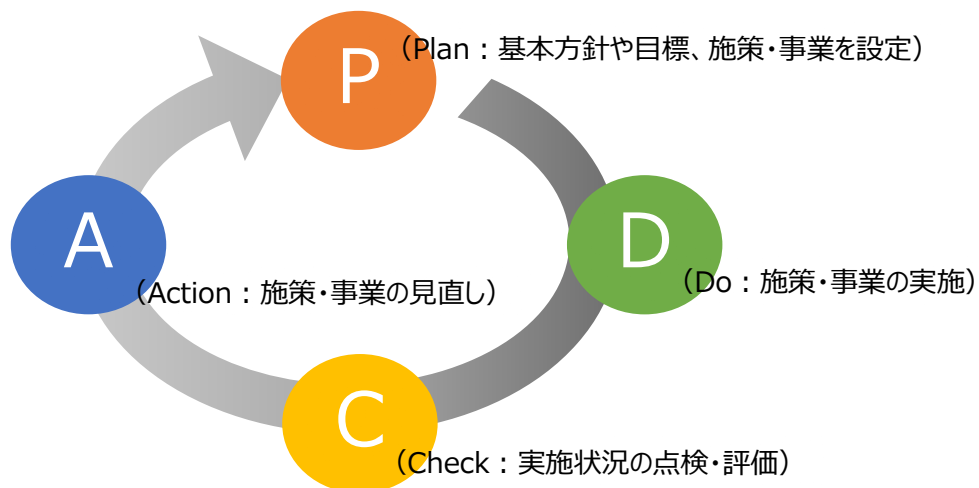 P
（Plan：基本方針や目標、施策・事業を設定）
D
（Do：施策・事業の実施）
C
（Check：実施状況の点検・評価）
A
（Action：施策・事業の見直し）